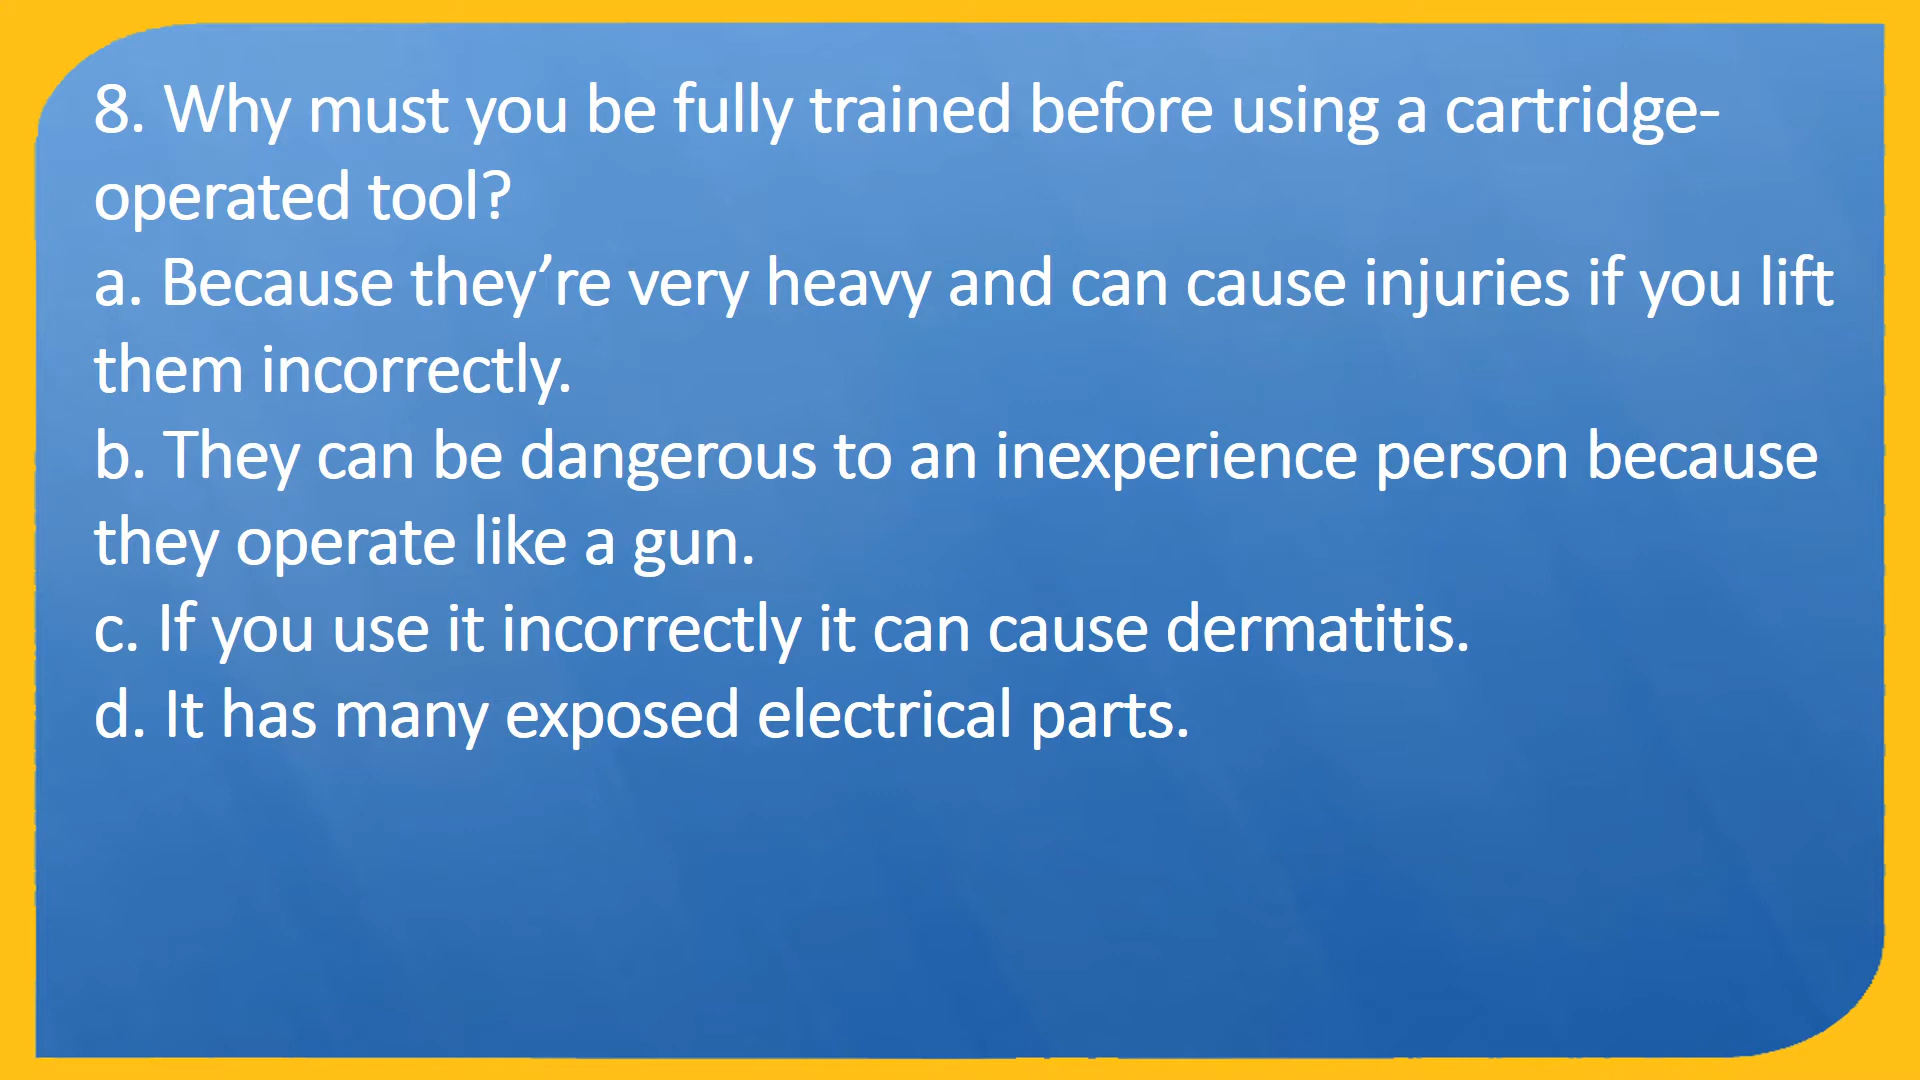 8. Why must you be fully trained before using a cartridge-
operated tool?
a. Because they’re very heavy and can cause injuries if you lift
them incorrectly.
b. They can be dangerous to an inexperience person because
they operate like a gun.
c. If you use it incorrectly it can cause dermatitis.
d. It has many exposed electrical parts.